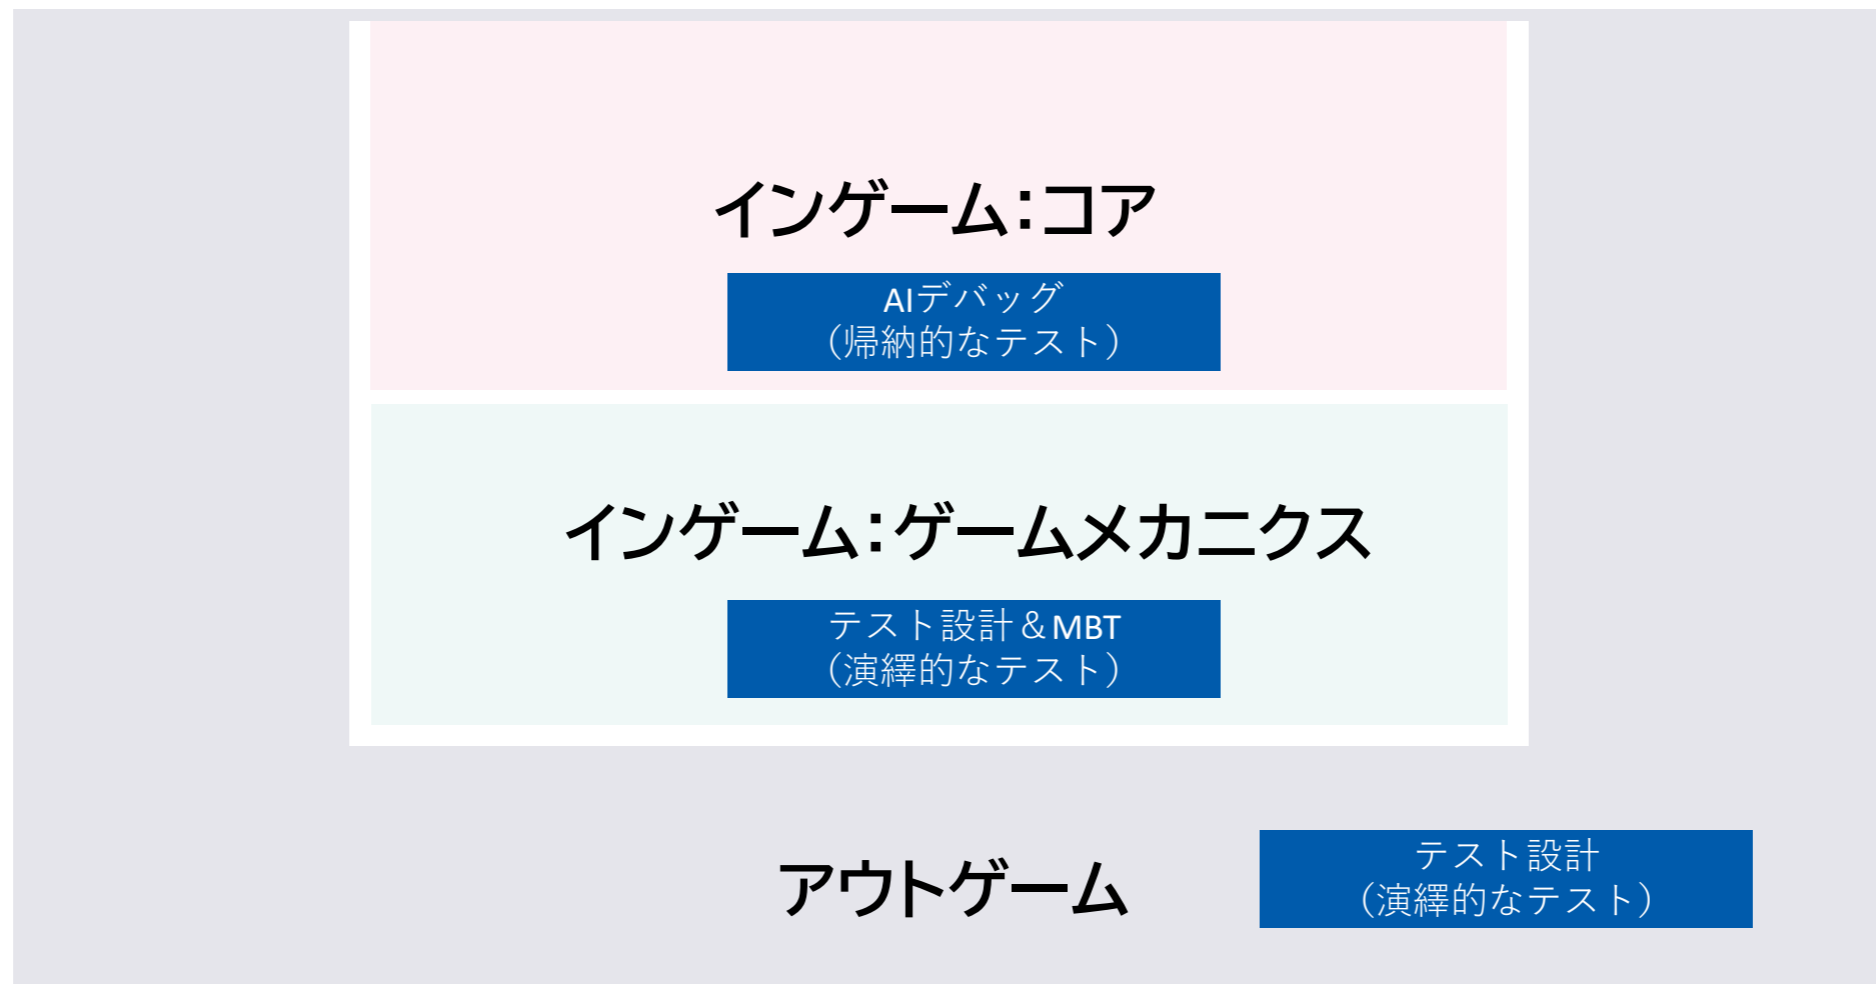 インゲーム：コア
AIデバッグ
（帰納的なテスト）
インゲーム：ゲームメカニクス
テスト設計＆MBT
（演繹的なテスト）
アウトゲーム
テスト設計
（演繹的なテスト）